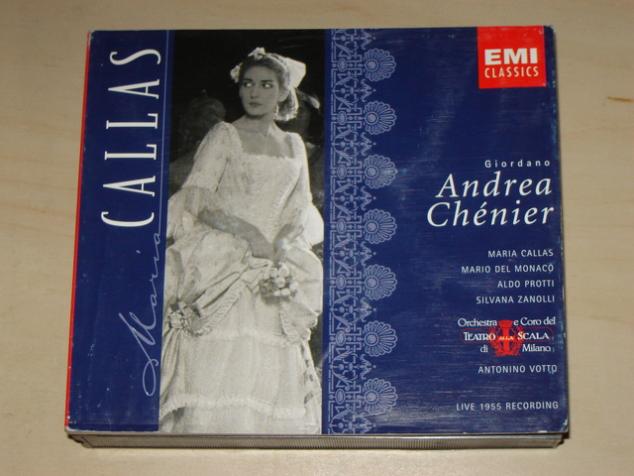 Maria CALLAS
EMI
CLASSICS
Giordano
Andrea
Chénier
MARIA CALLAS
MARIO DEL MONACO
ALDO PROTTI
SILVANA ZANOLLI
Orchestra e Coro del
TEATRO ALLA SCALA
di Milano
ANTONINO VOTTO
LIVE 1955 RECORDING